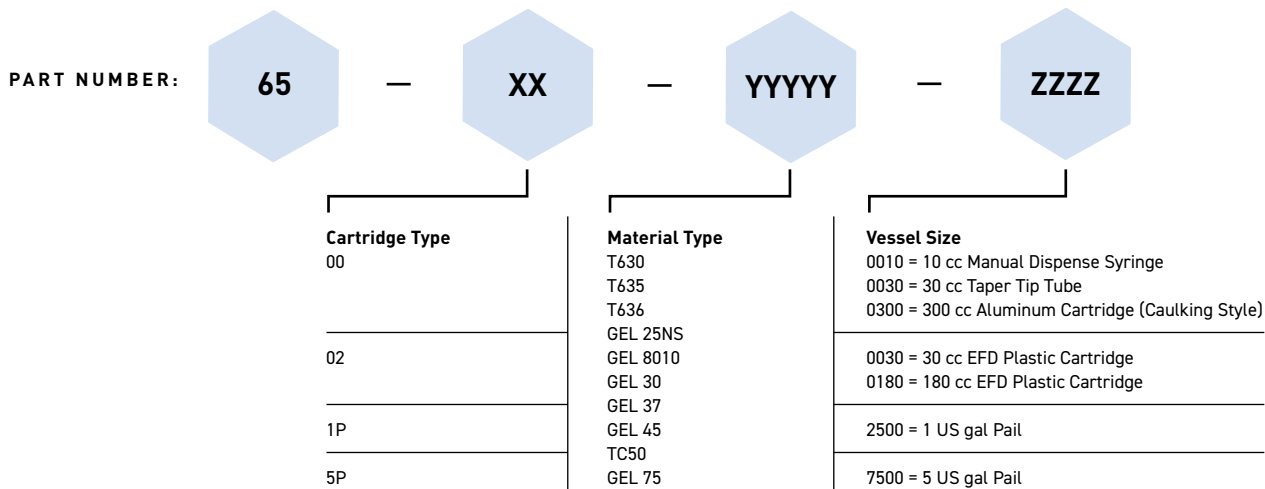 PART NUMBER: 65 — XX — YYYYY — ZZZZ
Cartridge Type
00
02
1P
5P
Material Type
T630
T635
T636
GEL 25NS
GEL 8010
GEL 30
GEL 37
GEL 45
TC50
GEL 75
Vessel Size
0010 = 10 cc Manual Dispense Syringe
0030 = 30 cc Taper Tip Tube
0300 = 300 cc Aluminum Cartridge (Caulking Style)
0030 = 30 cc EFD Plastic Cartridge
0180 = 180 cc EFD Plastic Cartridge
2500 = 1 US gal Pail
7500 = 5 US gal Pail